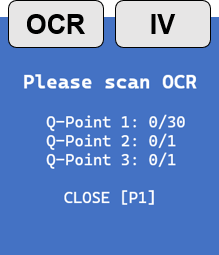 OCR IV
Please scan OCR
Q-Point 1: 0/30
Q-Point 2: 0/1
Q-Point 3: 0/1
CLOSE [P1]